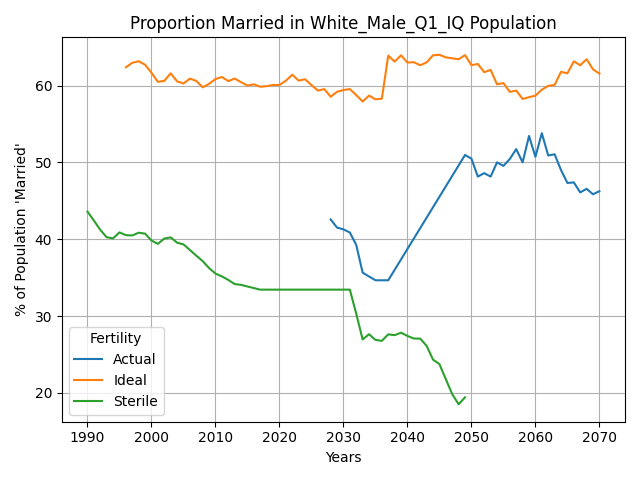 Proportion Married in White_Male_Q1_IQ Population
% of Population 'Married'
60
50
40
30
20
Fertility
Actual
Ideal
Sterile
1990 2000 2010 2020 2030 2040 2050 2060 2070
Years